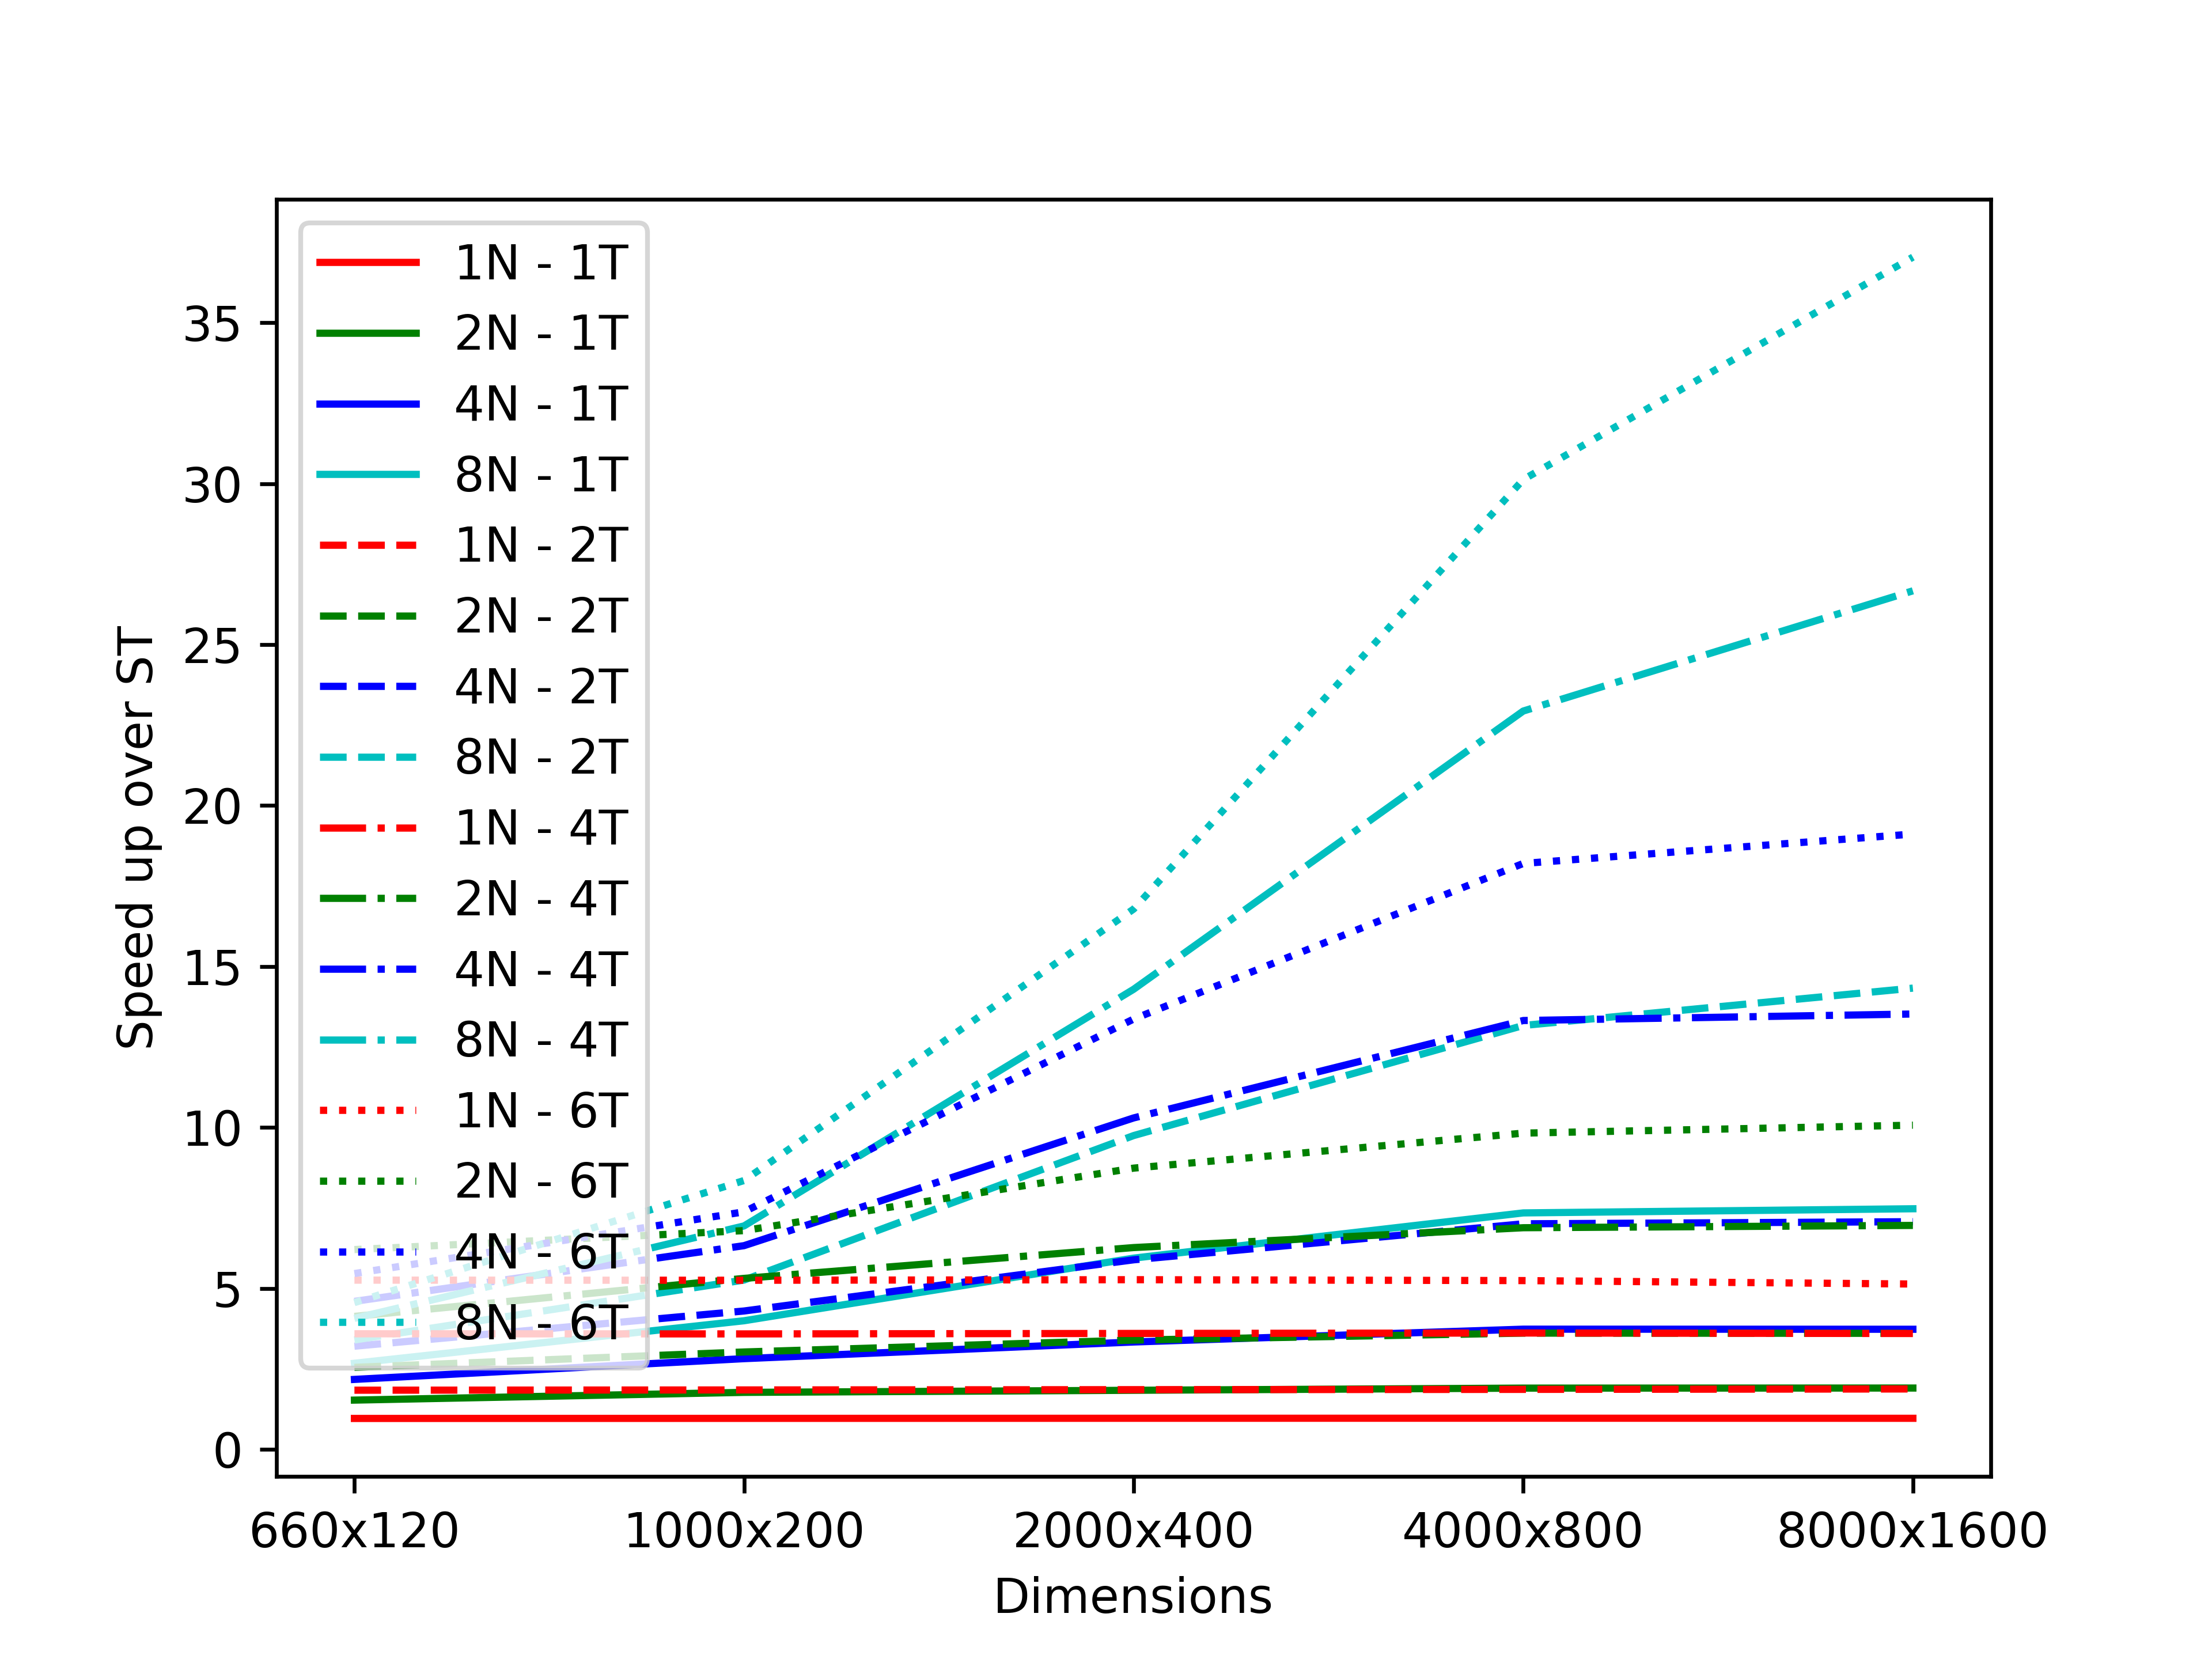 1N - 1T
2N - 1T
4N - 1T
8N - 1T
1N - 2T
2N - 2T
4N - 2T
8N - 2T
1N - 4T
2N - 4T
4N - 4T
8N - 4T
1N - 6T
2N - 6T
4N - 6T
8N - 6T
35
30
25
20
15
10
5
0
Speed up over ST
660x120 1000x200 2000x400 4000x800 8000x1600
Dimensions